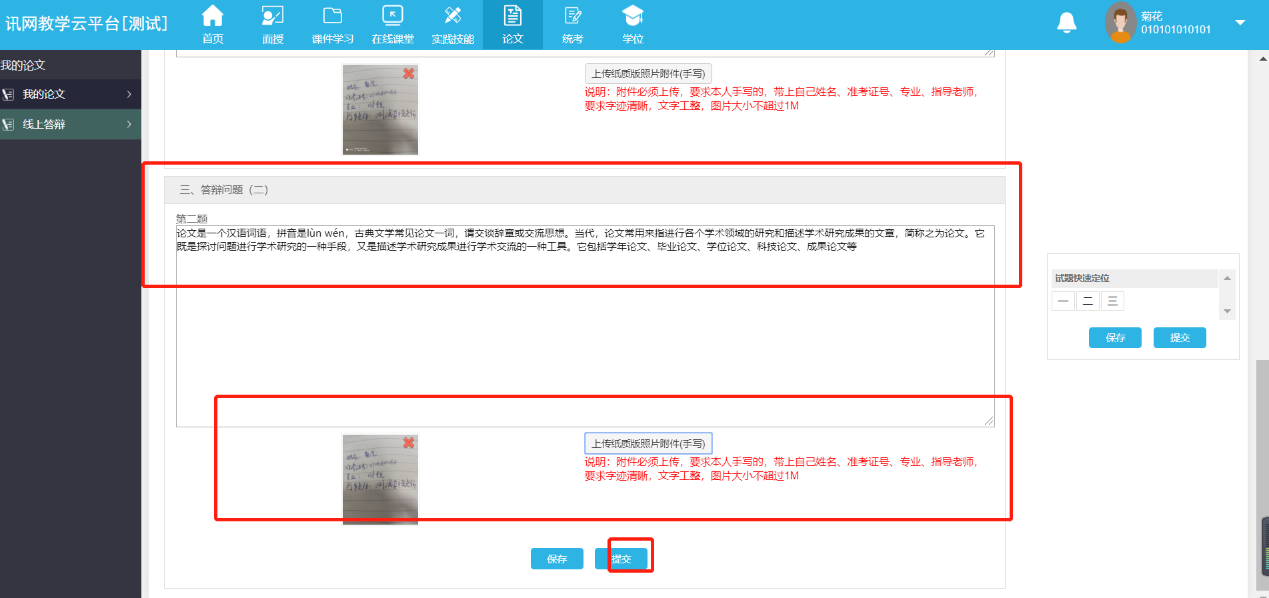 讯网教学云平台[测试]
首页
面授
课件学习
在线课堂
实践技能
论文
统考
学位
菊花
010101010101
我的论文
我的论文
线上答辩
上传纸质版照片附件(手写)
说明：附件必须上传，要求本人手写的，带上自己姓名、准考证号、专业、指导老师，
要求字迹清晰，文字工整，图片大小不超过1M
三、答辩问题（二）
第二题
论文是一个汉语词语，拼音是lùn wén，古典文学常见论文一词，谓交谈辞章或交流思想。当代，论文常用来指进行各个学术领域的研究和描述学术研究成果的文章，简称之为论文。它
既是探讨问题进行学术研究的一种手段，又是描述学术研究成果进行学术交流的一种工具。它包括学年论文、毕业论文、学位论文、科技论文、成果论文等
试题快速定位
一
二
三
保存
提交
上传纸质版照片附件(手写)
说明：附件必须上传，要求本人手写的，带上自己姓名、准考证号、专业、指导老师，
要求字迹清晰，文字工整，图片大小不超过1M
保存
提交